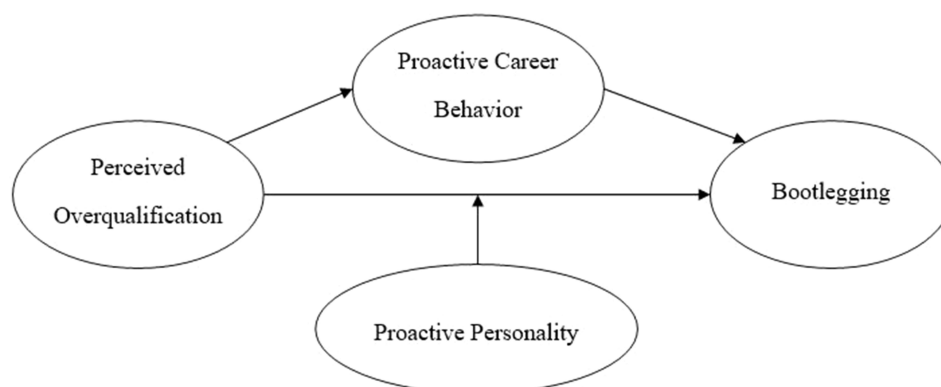 Proactive Career
Behavior
Perceived
Overqualification
Bootlegging
Proactive Personality